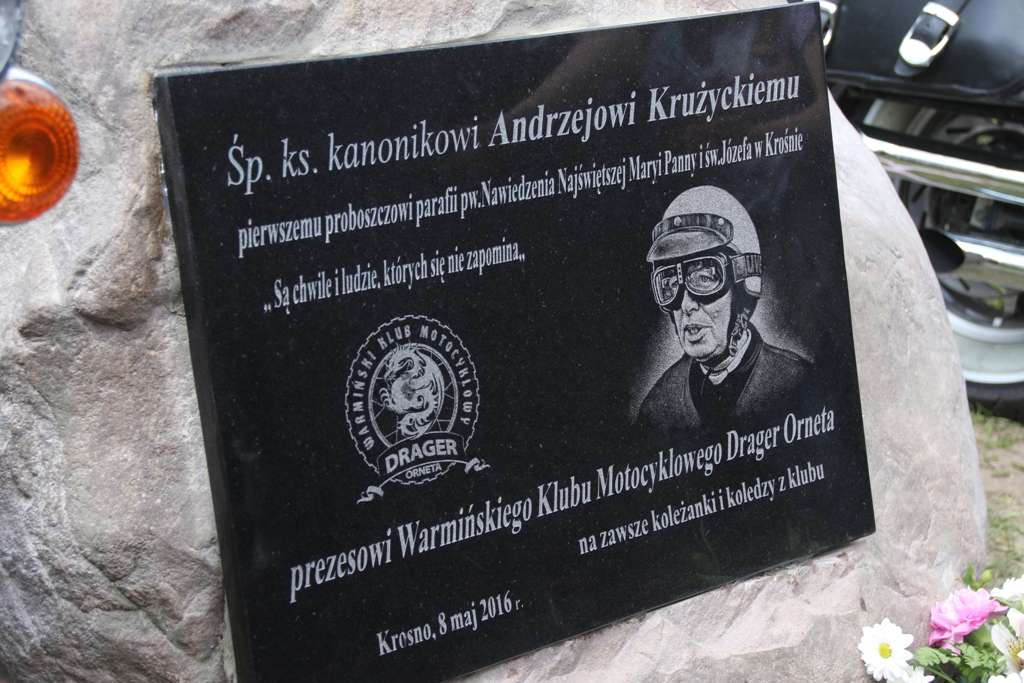 Śp. ks. kanonikowi Andrzejowi Krużyckiemu
pierwszemu proboszczowi parafii pw.Nawiedzenia Najświętszej Maryi Panny i św.Józefa w Krośnie
,, Są chwile i ludzie, których się nie zapomina,,
WARMIŃSKI KLUB MOTOCYKLOWY
DRAGER
ORNETA
prezesowi Warmińskiego Klubu Motocyklowego Drager Orneta
na zawsze koleżanki i koledzy z klubu
Krosno, 8 maj 2016 r.